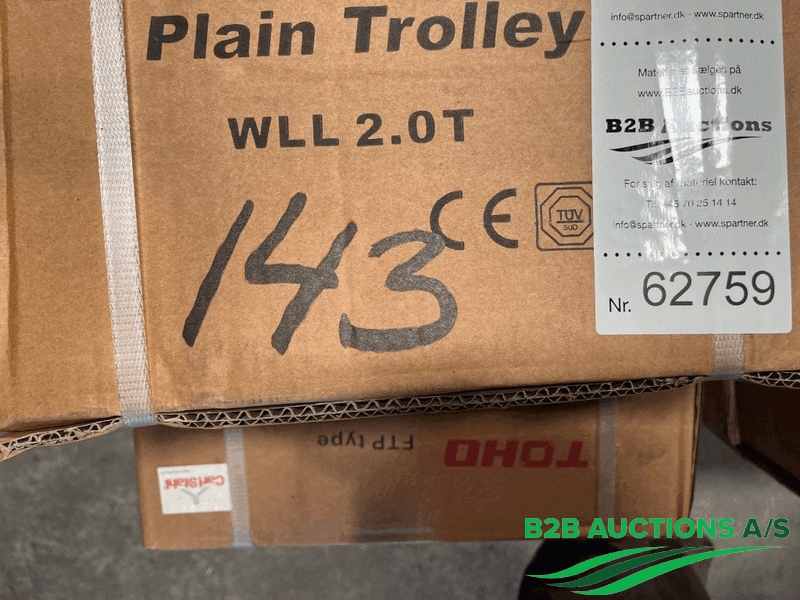 Plain Trolley
WLL 2.0T
CE
TÜV
SÜD
143
info@spartner.dk - www.spartner.dk
Materiel sælges på
www.B2BAuctions.dk
B2B Auctions
For salg af materiel kontakt:
Tlf. +45 70 25 14 14
info@spartner.dk - www.spartner.dk
Nr. 62759
TOHO
FTP type
CarlStahl
B2B AUCTIONS A/S